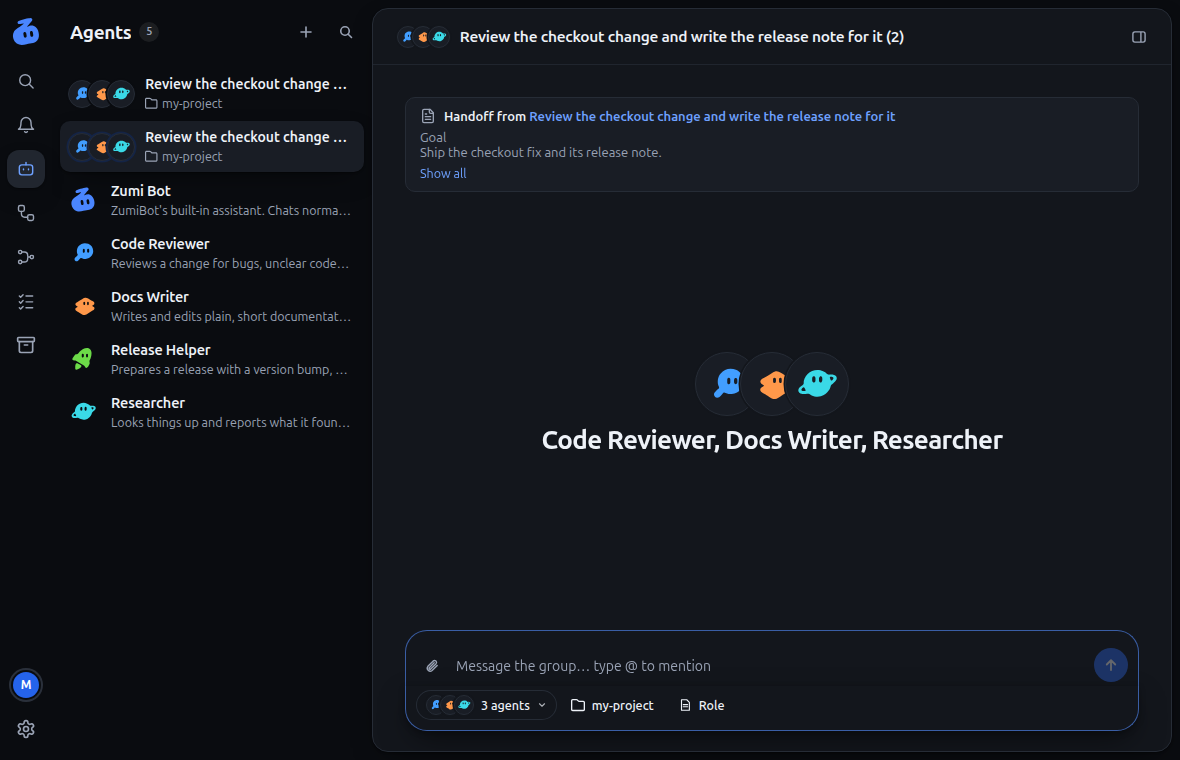 Agents 5
Review the checkout change …
my-project
Review the checkout change …
my-project
Zumi Bot
ZumiBot's built-in assistant. Chats norma…
Code Reviewer
Reviews a change for bugs, unclear code…
Docs Writer
Writes and edits plain, short documentat…
Release Helper
Prepares a release with a version bump, …
Researcher
Looks things up and reports what it foun…
M
Review the checkout change and write the release note for it (2)
Handoff from Review the checkout change and write the release note for it
Goal
Ship the checkout fix and its release note.
Show all
Code Reviewer, Docs Writer, Researcher
Message the group… type @ to mention
3 agents my-project Role